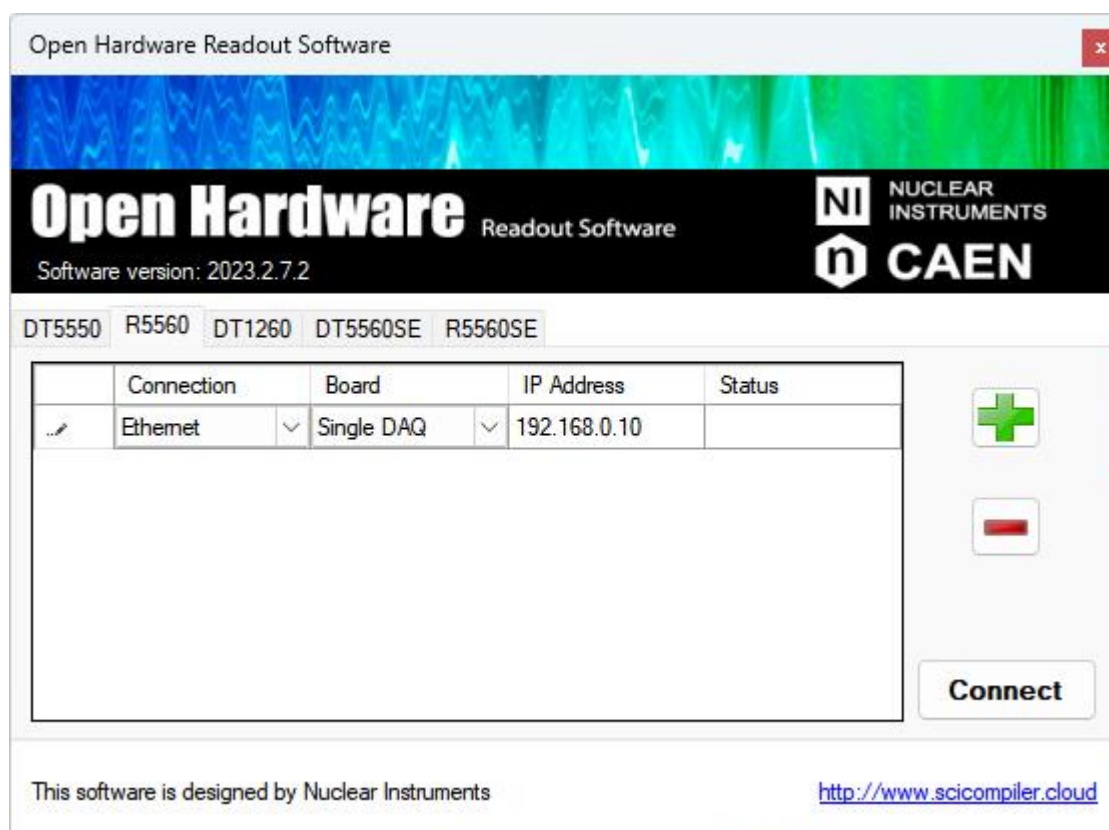 Open Hardware Readout Software
x
Open Hardware Readout Software
NI NUCLEAR INSTRUMENTS
n CAEN
Software version: 2023.2.7.2
DT5550 R5560 DT1260 DT5560SE R5560SE
Connection Board IP Address Status
Ethernet Single DAQ 192.168.0.10
Connect
This software is designed by Nuclear Instruments http://www.scicompiler.cloud